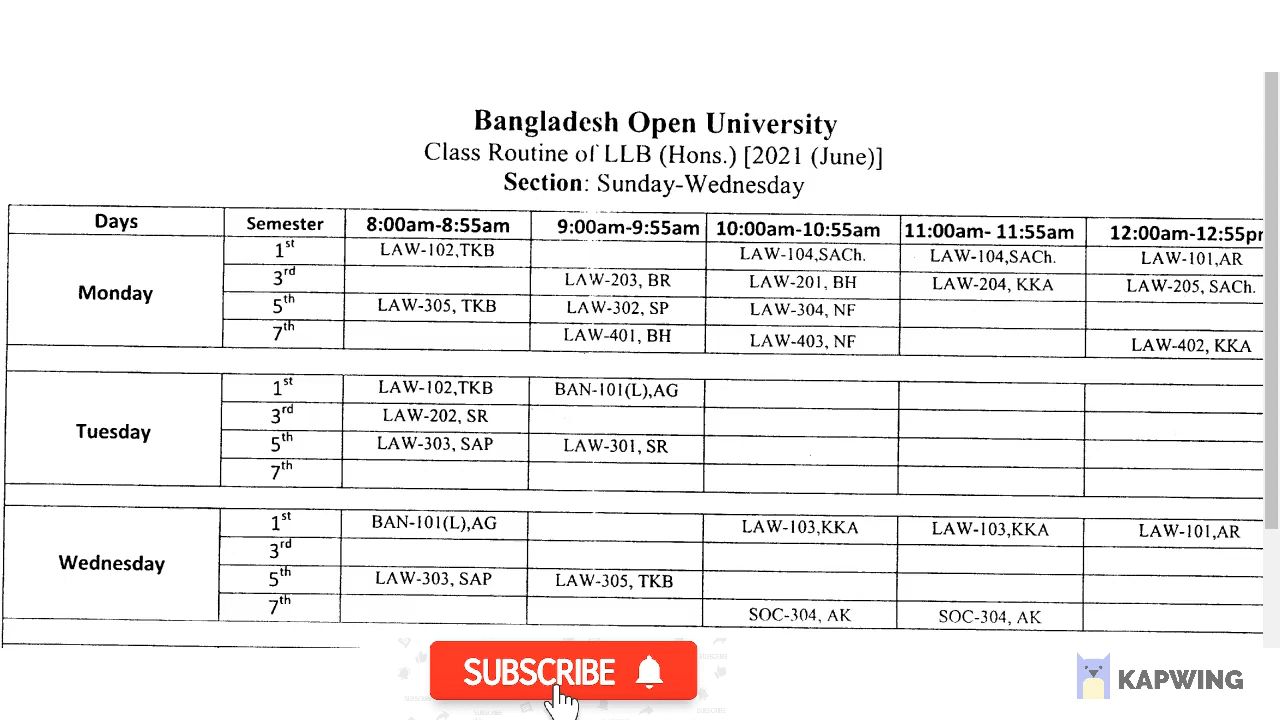 Bangladesh Open University
Class Routine of LLB (Hons.) [2021 (June)]
Section: Sunday-Wednesday
Days Semester 8:00am-8:55am 9:00am-9:55am 10:00am-10:55am 11:00am- 11:55am 12:00am-12:55pm
Monday
1st LAW-102,TKB LAW-104,SACh. LAW-104,SACh. LAW-101,AR
3rd LAW-203, BR LAW-201, BH LAW-204, KKA LAW-205, SACh.
5th LAW-305, TKB LAW-302, SP LAW-304, NF
7th LAW-401, BH LAW-403, NF LAW-402, KKA
Tuesday
1st LAW-102,TKB BAN-101(L),AG
3rd LAW-202, SR
5th LAW-303, SAP LAW-301, SR
7th
Wednesday
1st BAN-101(L),AG LAW-103,KKA LAW-103,KKA LAW-101,AR
3rd
5th LAW-303, SAP LAW-305, TKB
7th SOC-304, AK SOC-304, AK
SUBSCRIBE
KAPWING